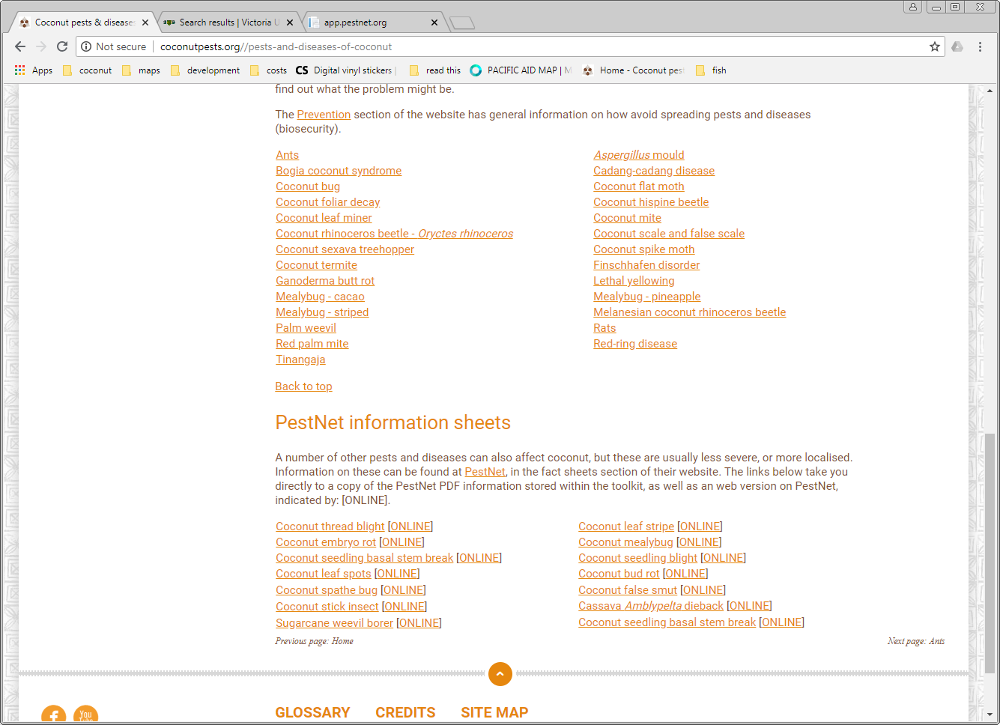 Coconut pests & disease
Search results | Victoria U
app.pestnet.org
Not secure
coconutpests.org//pests-and-diseases-of-coconut
Apps
coconut
maps
development
costs
CS Digital vinyl stickers |
read this
PACIFIC AID MAP | M
Home - Coconut pest
fish
find out what the problem might be.
The Prevention section of the website has general information on how avoid spreading pests and diseases
(biosecurity).
Ants
Bogia coconut syndrome
Coconut bug
Coconut foliar decay
Coconut leaf miner
Coconut rhinoceros beetle - Oryctes rhinoceros
Coconut sexava treehopper
Coconut termite
Ganoderma butt rot
Mealybug - cacao
Mealybug - striped
Palm weevil
Red palm mite
Tinangaja
Aspergillus mould
Cadang-cadang disease
Coconut flat moth
Coconut hispine beetle
Coconut mite
Coconut scale and false scale
Coconut spike moth
Finschhafen disorder
Lethal yellowing
Mealybug - pineapple
Melanesian coconut rhinoceros beetle
Rats
Red-ring disease
Back to top
PestNet information sheets
A number of other pests and diseases can also affect coconut, but these are usually less severe, or more localised.
Information on these can be found at PestNet, in the fact sheets section of their website. The links below take you
directly to a copy of the PestNet PDF information stored within the toolkit, as well as an web version on PestNet,
indicated by: [ONLINE].
Coconut thread blight [ONLINE]
Coconut embryo rot [ONLINE]
Coconut seedling basal stem break [ONLINE]
Coconut leaf spots [ONLINE]
Coconut spathe bug [ONLINE]
Coconut stick insect [ONLINE]
Sugarcane weevil borer [ONLINE]
Coconut leaf stripe [ONLINE]
Coconut mealybug [ONLINE]
Coconut seedling blight [ONLINE]
Coconut bud rot [ONLINE]
Coconut false smut [ONLINE]
Cassava Amblypelta dieback [ONLINE]
Coconut seedling basal stem break [ONLINE]
Previous page: Home
Next page: Ants
You
Tube
GLOSSARY
CREDITS
SITE MAP